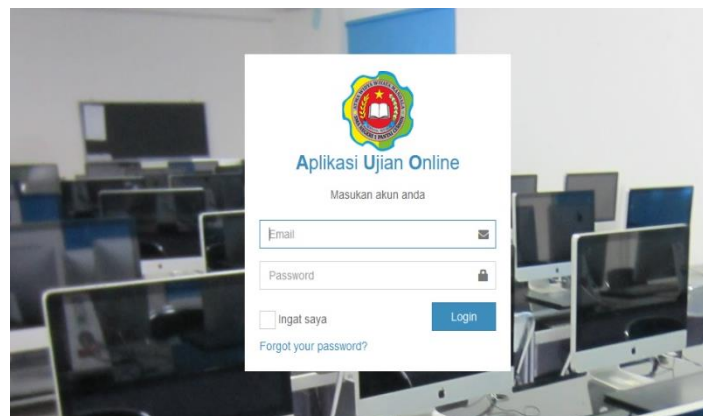 Aplikasi Ujian Online
Masukan akun anda
Email
Password
Ingat saya
Login
Forgot your password?